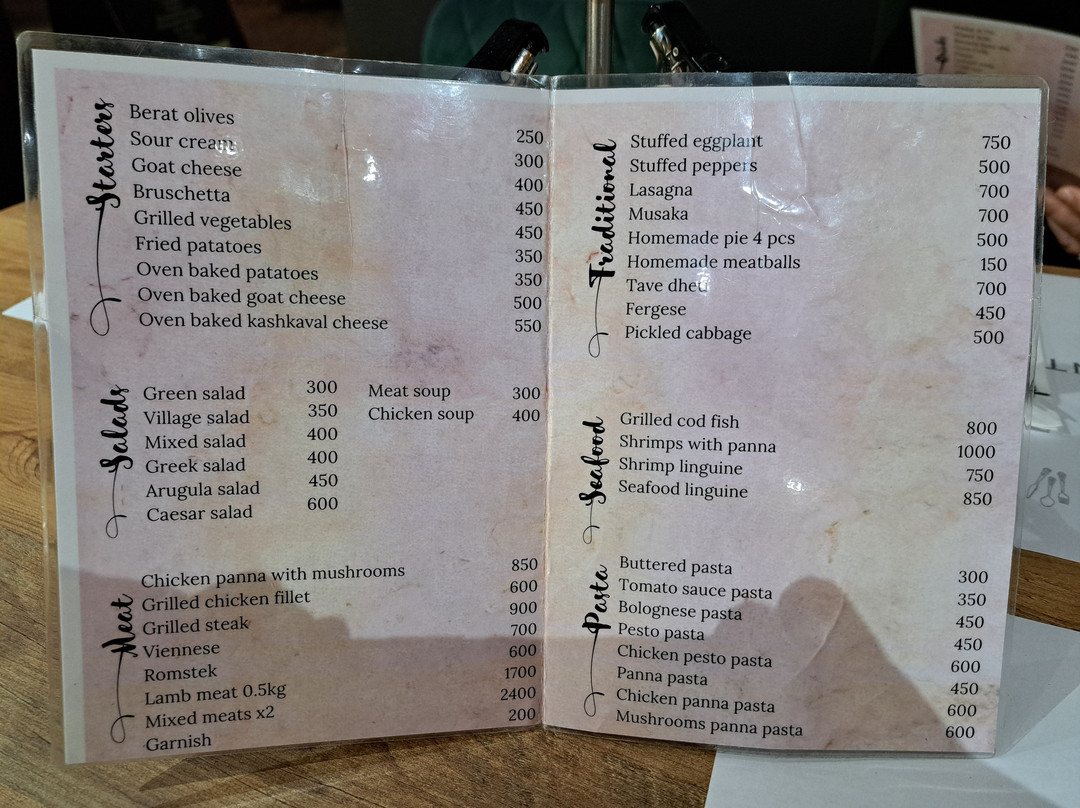 Starters
Berat olives 250
Sour cream 300
Goat cheese 400
Bruschetta 450
Grilled vegetables 450
Fried patatoes 350
Oven baked patatoes 350
Oven baked goat cheese 500
Oven baked kashkaval cheese 550
Salads
Green salad 300
Village salad 350
Mixed salad 400
Greek salad 400
Arugula salad 450
Caesar salad 600
Meat soup 300
Chicken soup 400
Meat
Chicken panna with mushrooms 850
Grilled chicken fillet 600
Grilled steak 900
Viennese 700
Romstek 600
Lamb meat 0.5kg 1700
Mixed meats x2 2400
Garnish 200
Traditional
Stuffed eggplant 750
Stuffed peppers 500
Lasagna 700
Musaka 700
Homemade pie 4 pcs 500
Homemade meatballs 150
Tave dheu 700
Fergese 450
Pickled cabbage 500
Seafood
Grilled cod fish 800
Shrimps with panna 1000
Shrimp linguine 750
Seafood linguine 850
Pasta
Buttered pasta 300
Tomato sauce pasta 350
Bolognese pasta 450
Pesto pasta 450
Chicken pesto pasta 600
Panna pasta 450
Chicken panna pasta 600
Mushrooms panna pasta 600